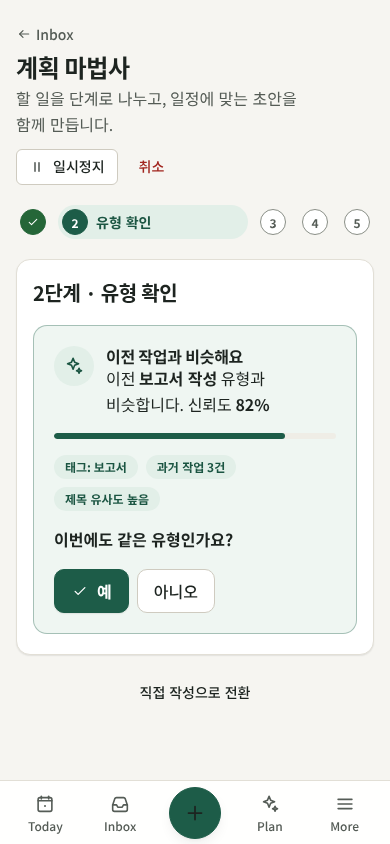 Inbox
계획 마법사
할 일을 단계로 나누고, 일정에 맞는 초안을
함께 만듭니다.
일시정지 취소
2 유형 확인 3 4 5
2단계 · 유형 확인
이전 작업과 비슷해요
이전 보고서 작성 유형과
비슷합니다. 신뢰도 82%
태그: 보고서 과거 작업 3건
제목 유사도 높음
이번에도 같은 유형인가요?
예 아니오
직접 작성으로 전환
Today Inbox Plan More